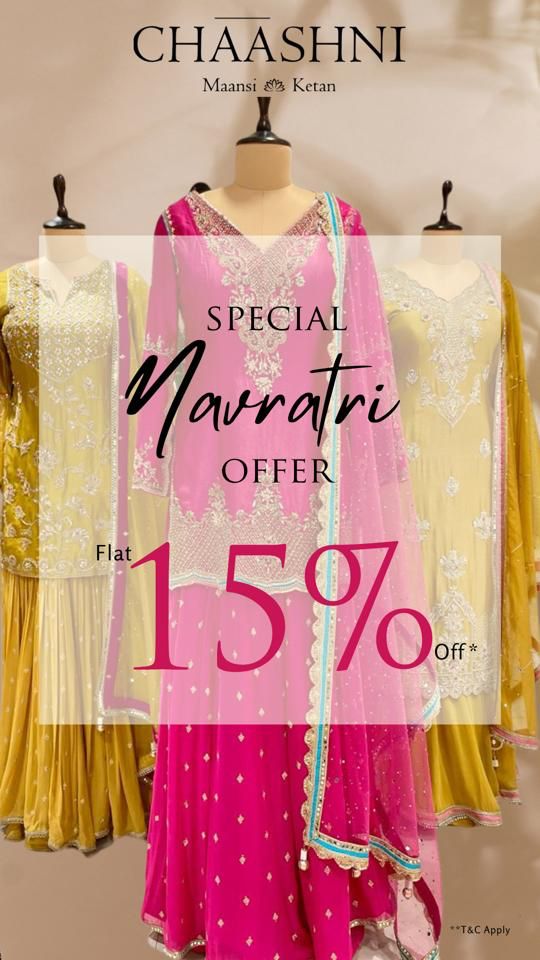 CHAASHNI
Maansi Ketan
SPECIAL
Navratri
OFFER
Flat 15% Off*
**T&C Apply